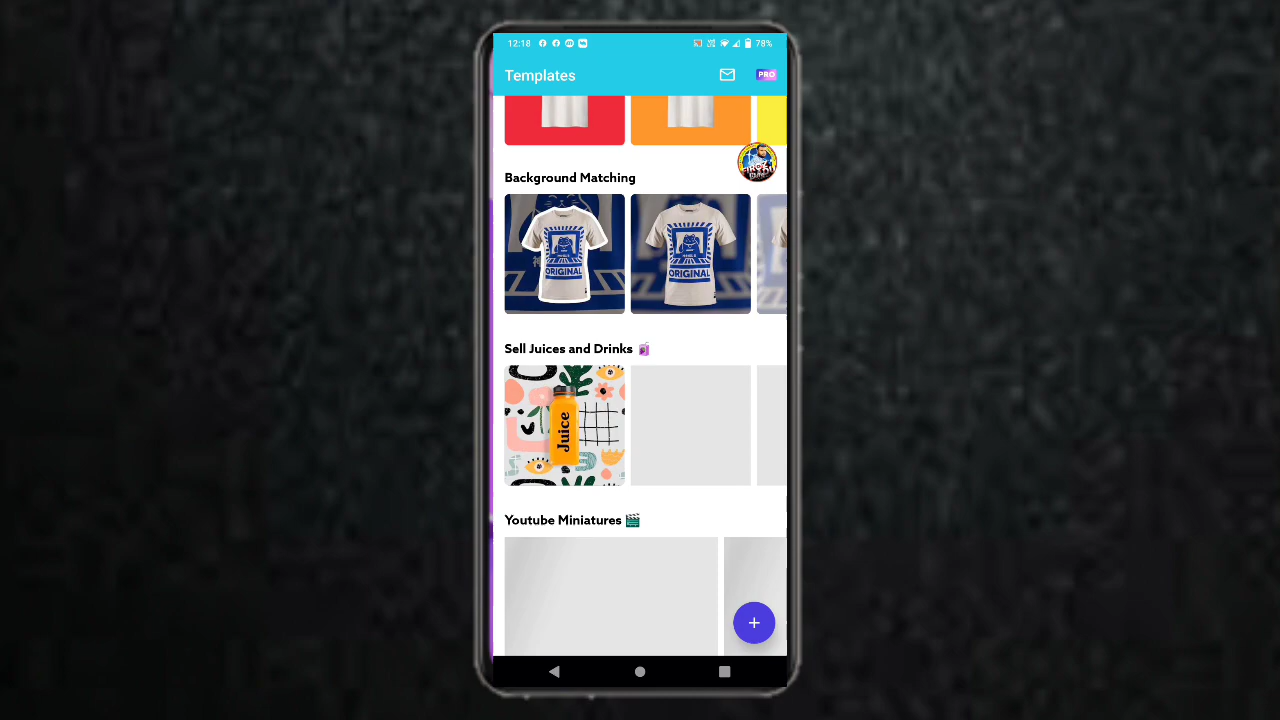 12:18
78%
Templates
PRO
Background Matching
ORIGINAL
ORIGINAL
Sell Juices and Drinks
Juice
Youtube Miniatures